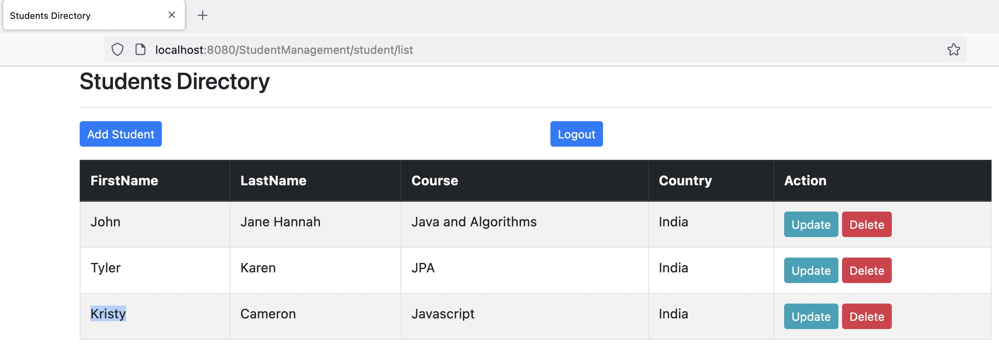 Students Directory
localhost:8080/StudentManagement/student/list
Students Directory
Add Student Logout
FirstName LastName Course Country Action
John Jane Hannah Java and Algorithms India Update Delete
Tyler Karen JPA India Update Delete
Kristy Cameron Javascript India Update Delete